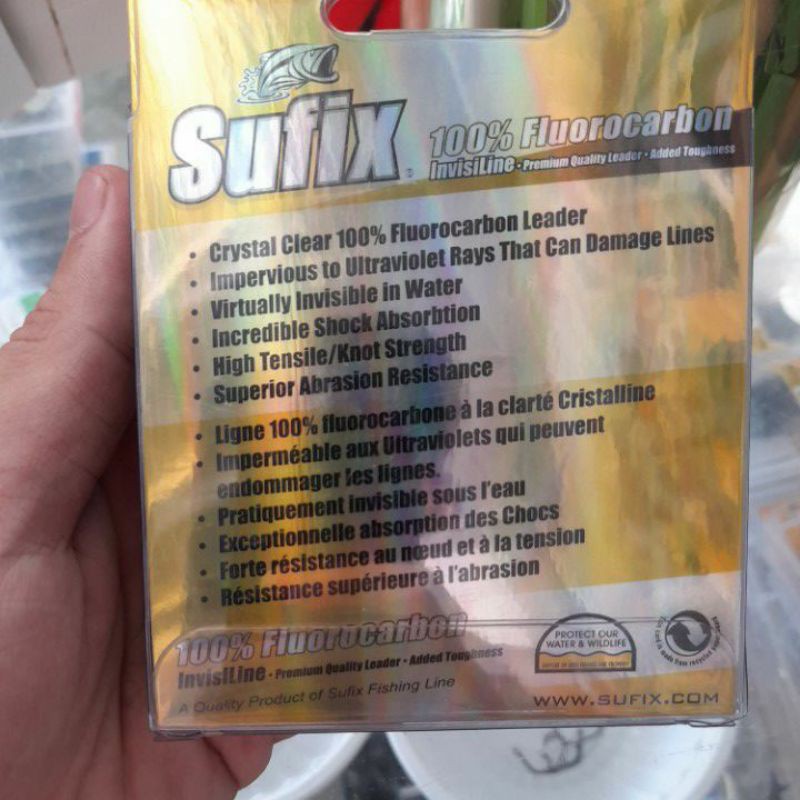 Sufix
100% Fluorocarbon
InvisiLine • Premium Quality Leader • Added Toughness
• Crystal Clear 100% Fluorocarbon Leader
• Impervious to Ultraviolet Rays That Can Damage Lines
• Virtually Invisible in Water
• Incredible Shock Absorbtion
• High Tensile/Knot Strength
• Superior Abrasion Resistance
• Ligne 100% fluorocarbone à la clarté Cristalline
• Imperméable aux Ultraviolets qui peuvent
endommager les lignes.
• Pratiquement invisible sous l'eau
• Exceptionnelle absorption des Chocs
• Forte résistance au nœud et à la tension
• Résistance supérieure à l'abrasion
100% Fluorocarbon
InvisiLine • Premium Quality Leader • Added Toughness
A Quality Product of Sufix Fishing Line
PROTECT OUR
WATER & WILDLIFE
WWW.SUFIX.COM